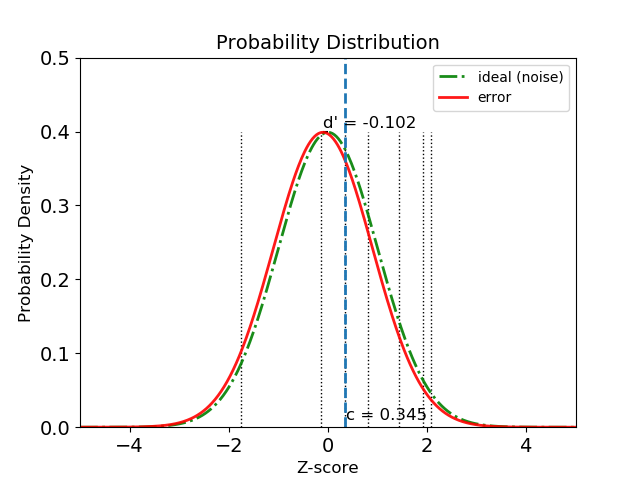 Probability Distribution
ideal (noise)
error
d' = -0.102
c = 0.345
Probability Density
0.5
0.4
0.3
0.2
0.1
0.0
−4
−2
0
2
4
Z-score